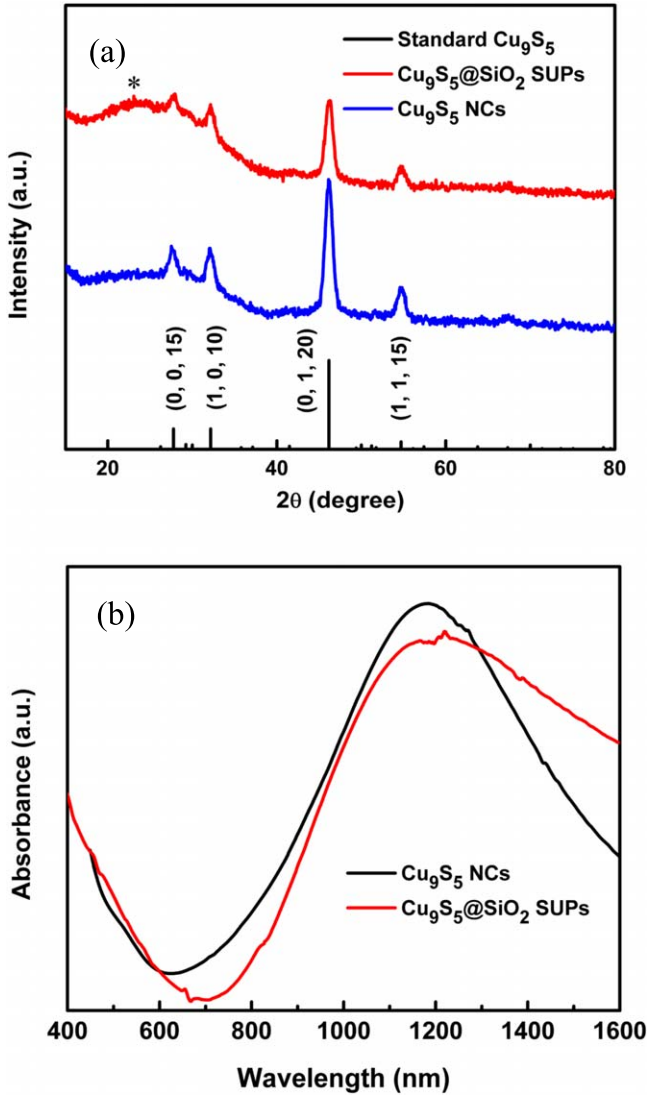 (a)
*
Standard Cu₉S₅
Cu₉S₅@SiO₂ SUPs
Cu₉S₅ NCs
Intensity (a.u.)
(0, 0, 15)
(1, 0, 10)
(0, 1, 20)
(1, 1, 15)
20 40 60 80
2θ (degree)
(b)
Absorbance (a.u.)
Cu₉S₅ NCs
Cu₉S₅@SiO₂ SUPs
400 600 800 1000 1200 1400 1600
Wavelength (nm)